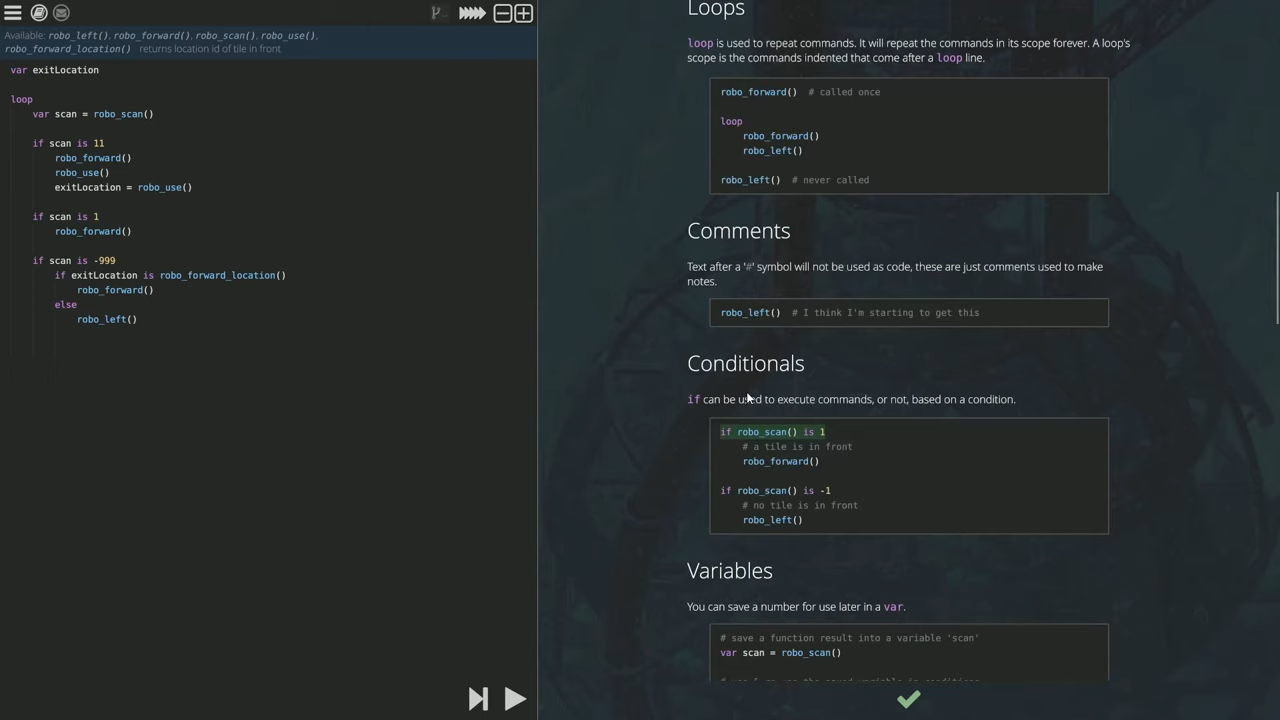 Available: robo_left(), robo_forward(), robo_scan(), robo_use(),
robo_forward_location() returns location id of tile in front
var exitLocation
loop
var scan = robo_scan()
if scan is 11
robo_forward()
robo_use()
exitLocation = robo_use()
if scan is 1
robo_forward()
if scan is -999
if exitLocation is robo_forward_location()
robo_forward()
else
robo_left()
Loops
loop is used to repeat commands. It will repeat the commands in its scope forever. A loop's
scope is the commands indented that come after a loop line.
robo_forward() # called once
loop
robo_forward()
robo_left()
robo_left() # never called
Comments
Text after a '#' symbol will not be used as code, these are just comments used to make
notes.
robo_left() # I think I'm starting to get this
Conditionals
if can be used to execute commands, or not, based on a condition.
if robo_scan() is 1
# a tile is in front
robo_forward()
if robo_scan() is -1
# no tile is in front
robo_left()
Variables
You can save a number for use later in a var.
# save a function result into a variable 'scan'
var scan = robo_scan()